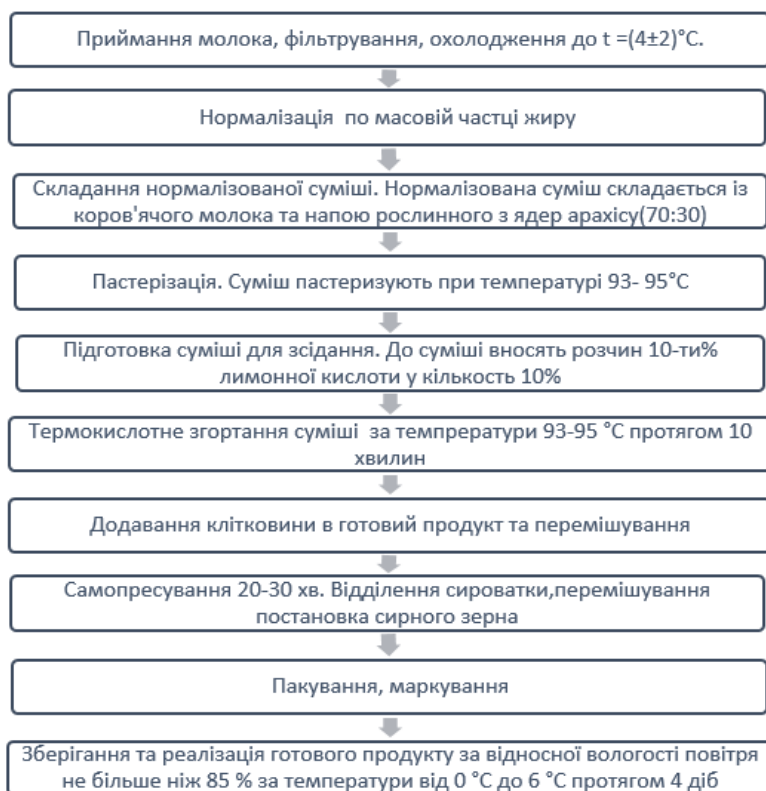 Приймання молока, фільтрування, охолодження до t =(4±2)°C.
Нормалізація по масовій частці жиру
Складання нормалізованої суміші. Нормалізована суміш складається із
коров'ячого молока та напою рослинного з ядер арахісу(70:30)
Пастерізація. Суміш пастеризують при температурі 93- 95°C
Підготовка суміші для зсідання. До суміші вносять розчин 10-ти%
лимонної кислоти у кількость 10%
Термокислотне згортання суміші за темпрератури 93-95 °C протягом 10
хвилин
Додавання клітковини в готовий продукт та перемішування
Самопресування 20-30 хв. Відділення сироватки,перемішування
постановка сирного зерна
Пакування, маркування
Зберігання та реалізація готового продукту за відносної вологості повітря
не більше ніж 85 % за температури від 0 °C до 6 °C протягом 4 діб